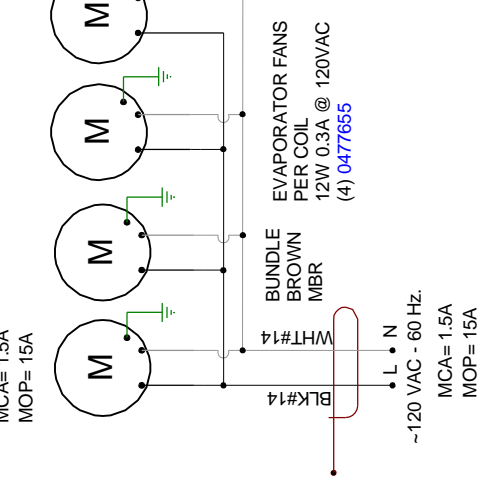 M
M
M
M
EVAPORATOR FANS
PER COIL
12W 0.3A @ 120VAC
(4) 0477655
BUNDLE
BROWN
MBR
MCA= 1.5A
MOP= 15A
WHT#14
BLK#14
L N
~120 VAC - 60 Hz.
MCA= 1.5A
MOP= 15A